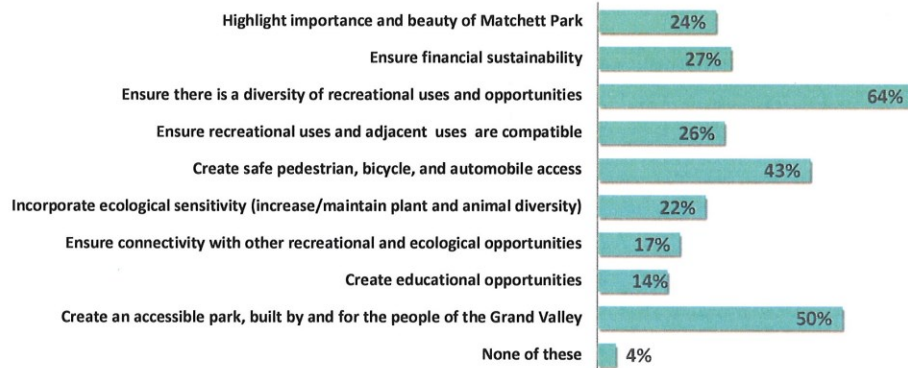 Highlight importance and beauty of Matchett Park 24%
Ensure financial sustainability 27%
Ensure there is a diversity of recreational uses and opportunities 64%
Ensure recreational uses and adjacent uses are compatible 26%
Create safe pedestrian, bicycle, and automobile access 43%
Incorporate ecological sensitivity (increase/maintain plant and animal diversity) 22%
Ensure connectivity with other recreational and ecological opportunities 17%
Create educational opportunities 14%
Create an accessible park, built by and for the people of the Grand Valley 50%
None of these 4%